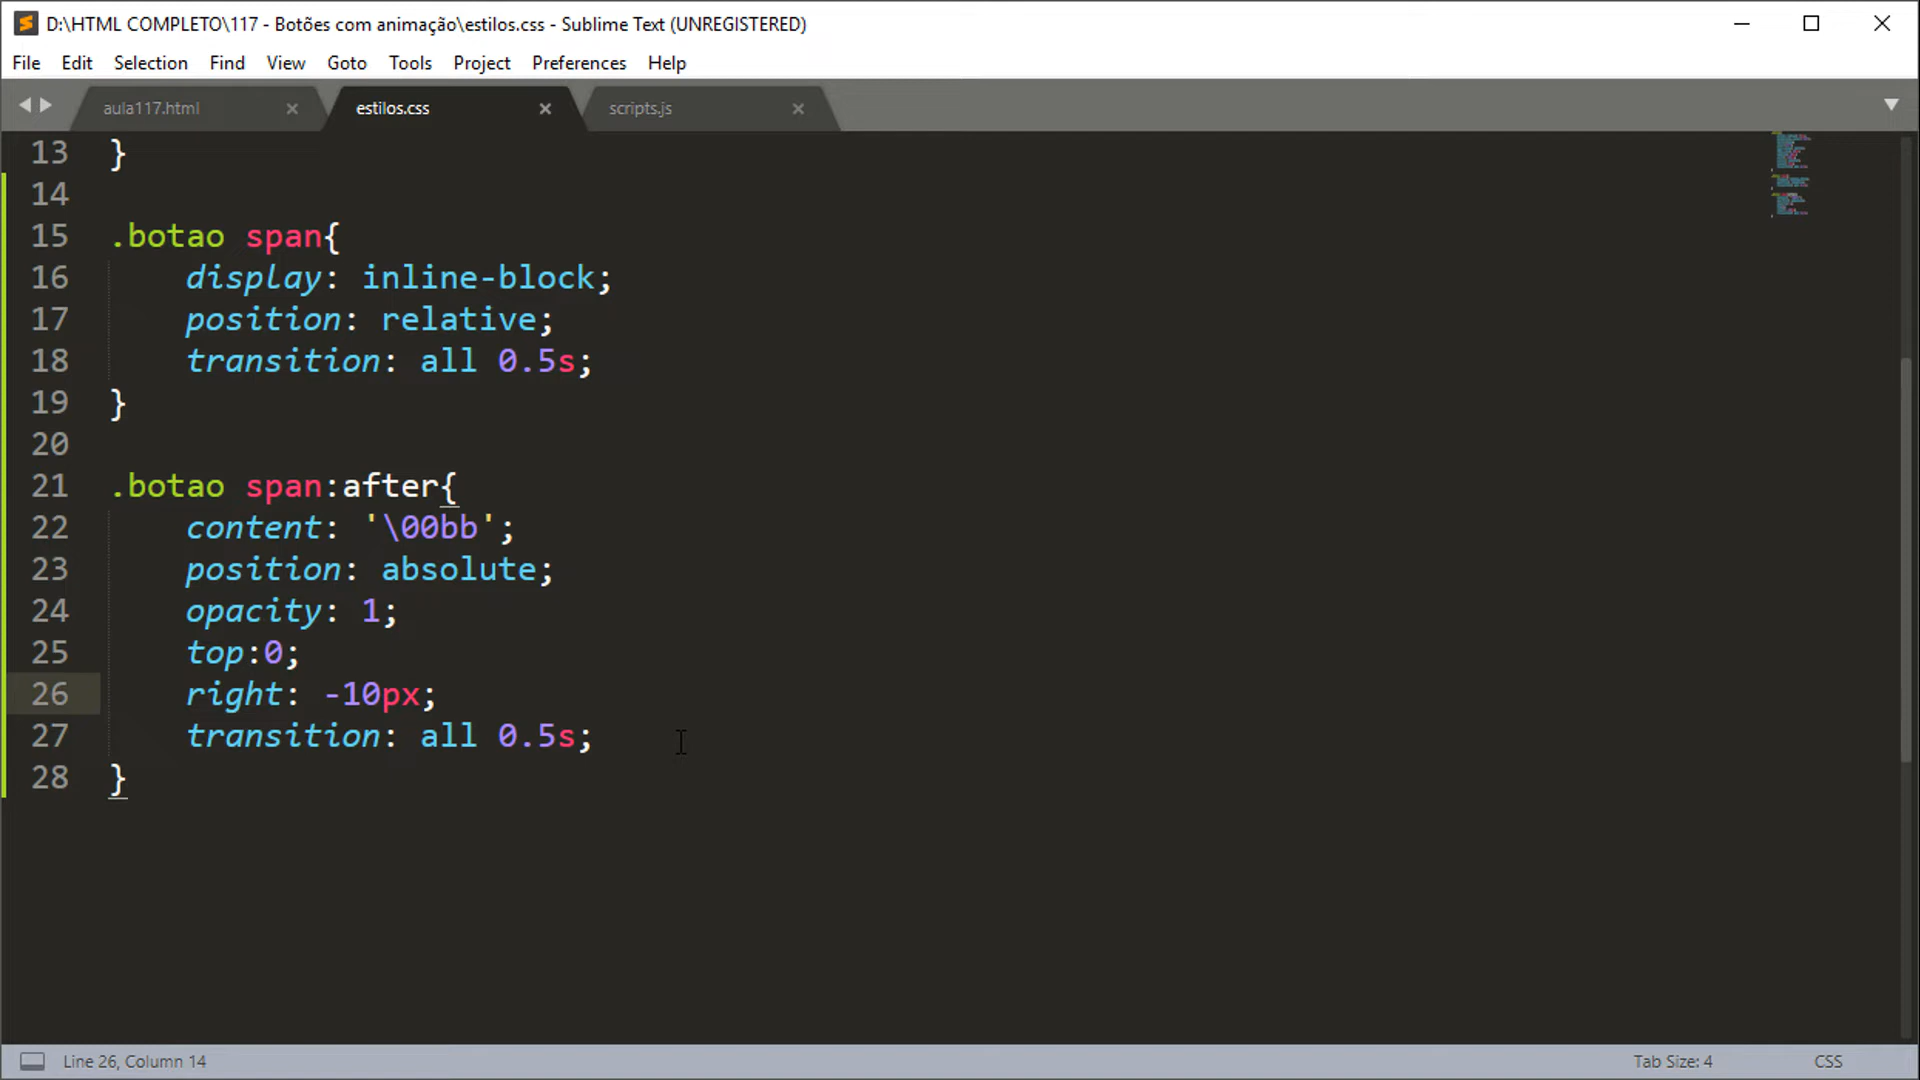 D:\HTML COMPLETO\117 - Botões com animação\estilos.css - Sublime Text (UNREGISTERED)
File Edit Selection Find View Goto Tools Project Preferences Help
aula117.html estilos.css scripts.js
13 }
14
15 .botao span{
16 display: inline-block;
17 position: relative;
18 transition: all 0.5s;
19 }
20
21 .botao span:after{
22 content: '\00bb';
23 position: absolute;
24 opacity: 1;
25 top:0;
26 right: -10px;
27 transition: all 0.5s;
28 }
Line 26, Column 14 Tab Size: 4 CSS